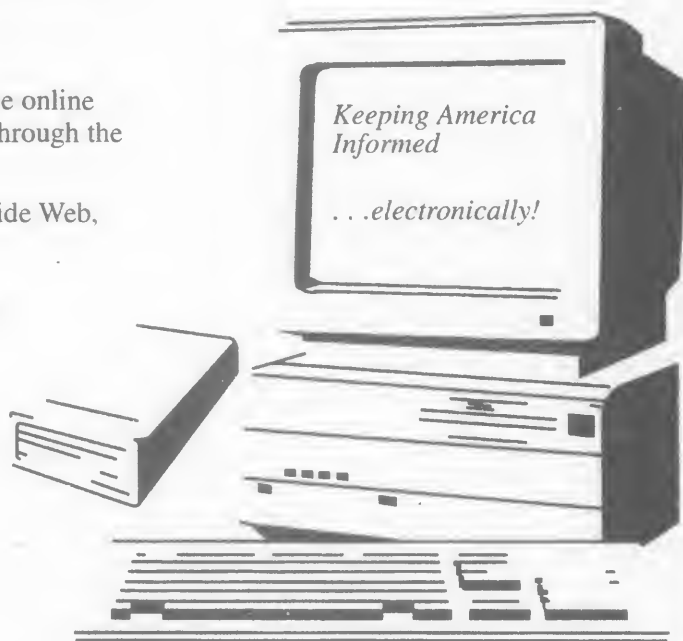 e online
hrough the
ide Web,
Keeping America
Informed
. . .electronically!